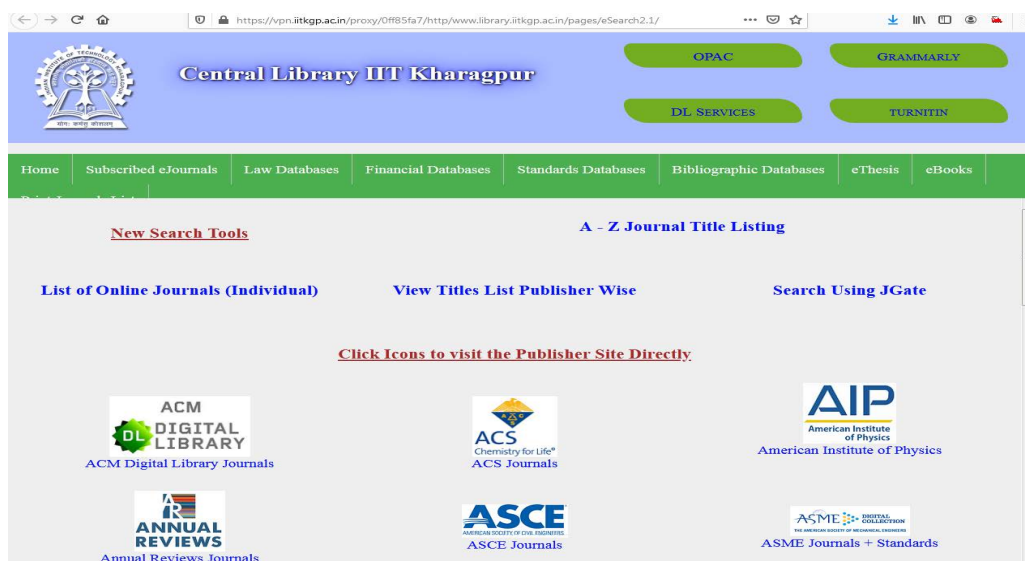 https://vpn.iitkgp.ac.in/proxy/0ff85fa7/http/www.library.iitkgp.ac.in/pages/eSearch2.1/
Central Library IIT Kharagpur
OPAC
GRAMMARLY
DL SERVICES
TURNITIN
Home
Subscribed eJournals
Law Databases
Financial Databases
Standards Databases
Bibliographic Databases
eThesis
eBooks
New Search Tools
A - Z Journal Title Listing
List of Online Journals (Individual)
View Titles List Publisher Wise
Search Using JGate
Click Icons to visit the Publisher Site Directly
ACM
DL DIGITAL
LIBRARY
ACM Digital Library Journals
ACS
Chemistry for Life®
ACS Journals
AIP
American Institute
of Physics
American Institute of Physics
AR
ANNUAL
REVIEWS
Annual Reviews Journals
ASCE
AMERICAN SOCIETY OF CIVIL ENGINEERS
ASCE Journals
ASME DIGITAL
COLLECTION
THE AMERICAN SOCIETY OF MECHANICAL ENGINEERS
ASME Journals + Standards